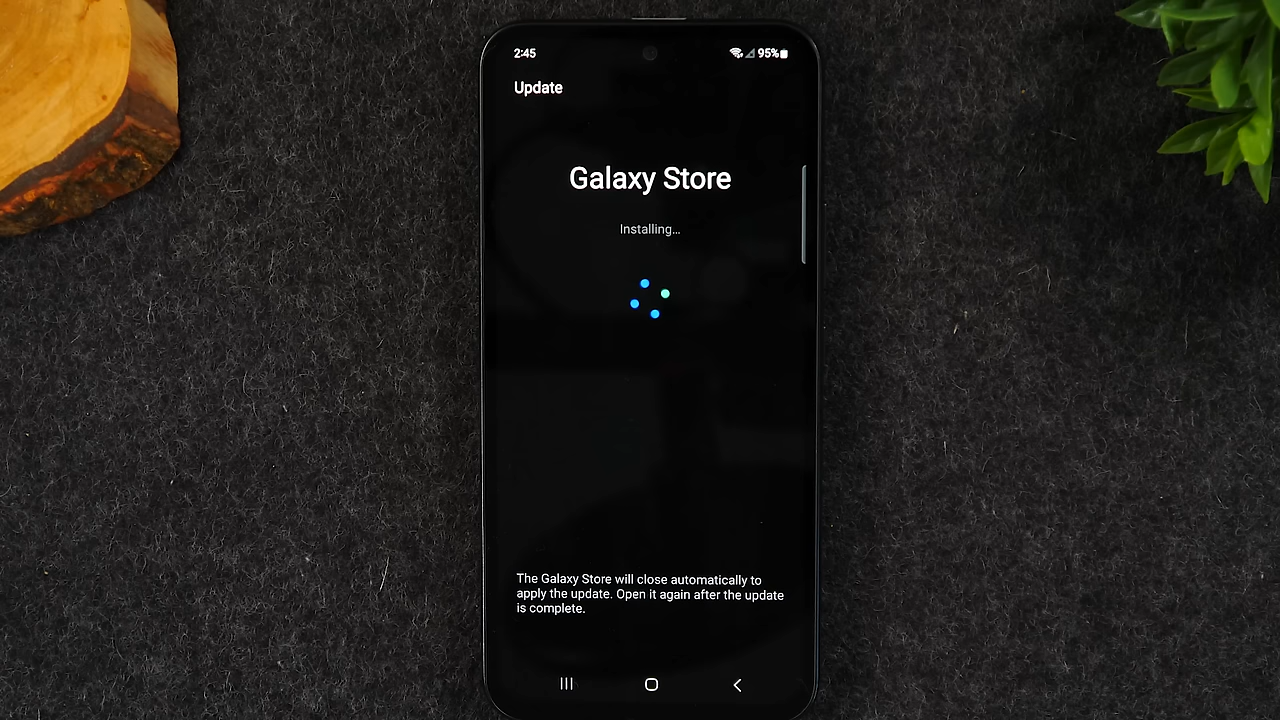 2:45
95%
Update
Galaxy Store
Installing...
The Galaxy Store will close automatically to
apply the update. Open it again after the update
is complete.